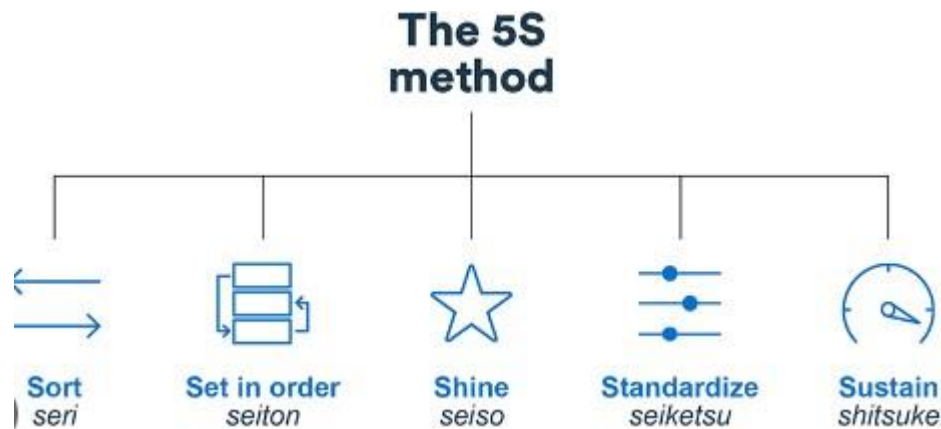 The 5S
method
Sort
seri
Set in order
seiton
Shine
seiso
Standardize
seiketsu
Sustain
shitsuke